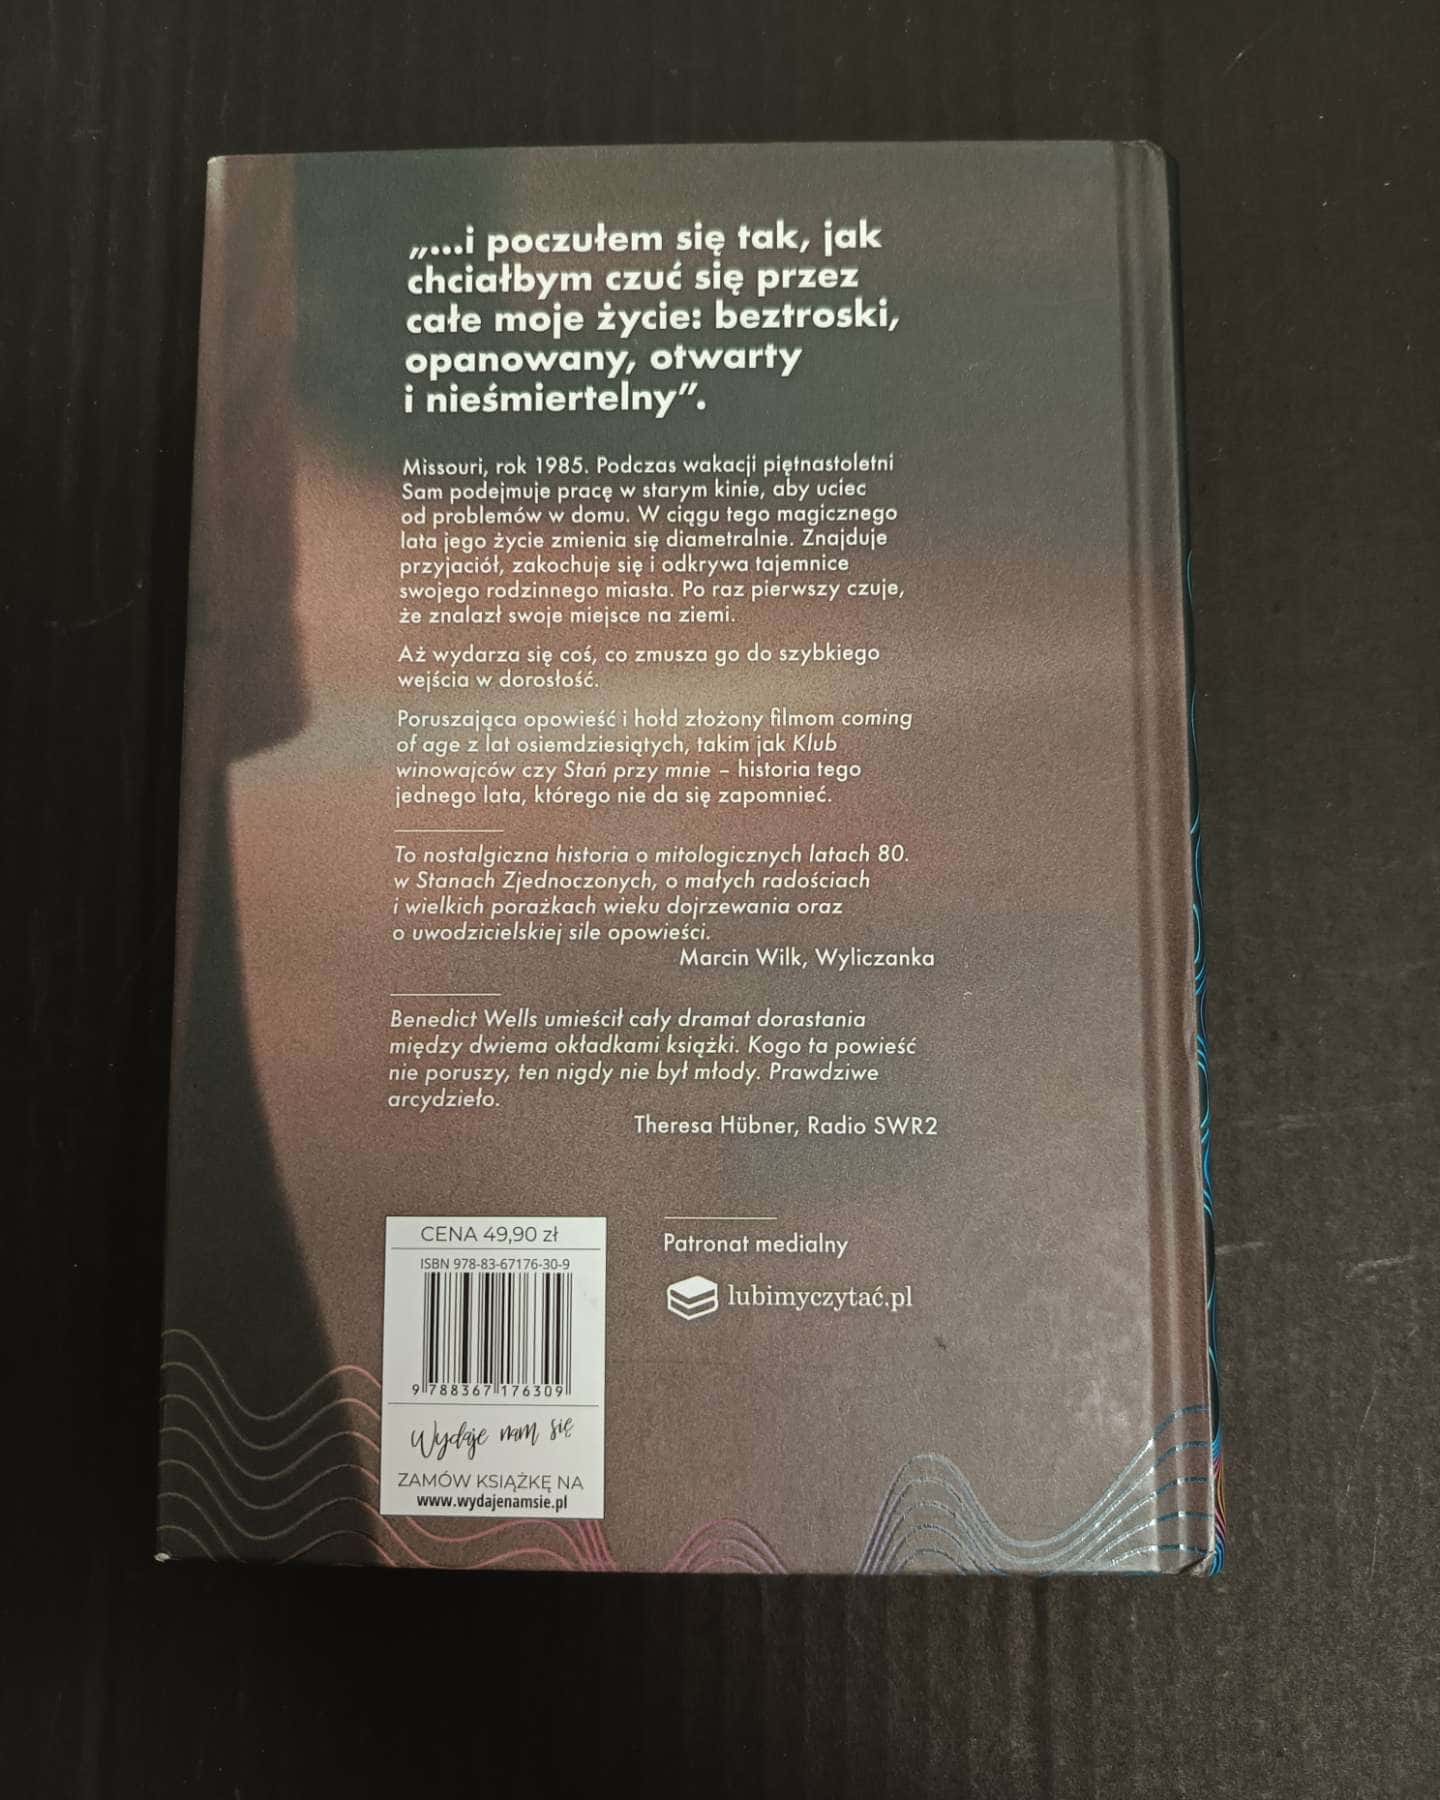 „...i poczułem się tak, jak
chciałbym czuć się przez
całe moje życie: beztroski,
opanowany, otwarty
i nieśmiertelny”.
Missouri, rok 1985. Podczas wakacji piętnastoletni
Sam podejmuje pracę w starym kinie, aby uciec
od problemów w domu. W ciągu tego magicznego
lata jego życie zmienia się diametralnie. Znajduje
przyjaciół, zakochuje się i odkrywa tajemnice
swojego rodzinnego miasta. Po raz pierwszy czuje,
że znalazł swoje miejsce na ziemi.
Aż wydarza się coś, co zmusza go do szybkiego
wejścia w dorosłość.
Poruszająca opowieść i hołd złożony filmom coming
of age z lat osiemdziesiątych, takim jak Klub
winowajców czy Stań przy mnie – historia tego
jednego lata, którego nie da się zapomnieć.
To nostalgiczna historia o mitologicznych latach 80.
w Stanach Zjednoczonych, o małych radościach
i wielkich porażkach wieku dojrzewania oraz
o uwodzicielskiej sile opowieści.
Marcin Wilk, Wyliczanka
Benedict Wells umieścił cały dramat dorastania
między dwiema okładkami książki. Kogo ta powieść
nie poruszy, ten nigdy nie był młody. Prawdziwe
arcydzieło.
Theresa Hübner, Radio SWR2
CENA 49,90 zł
ISBN 978-83-67176-30-9
9 788367 176309
Wydaje nam się
ZAMÓW KSIĄŻKĘ NA
www.wydajenamsie.pl
Patronat medialny
lubimyczytać.pl